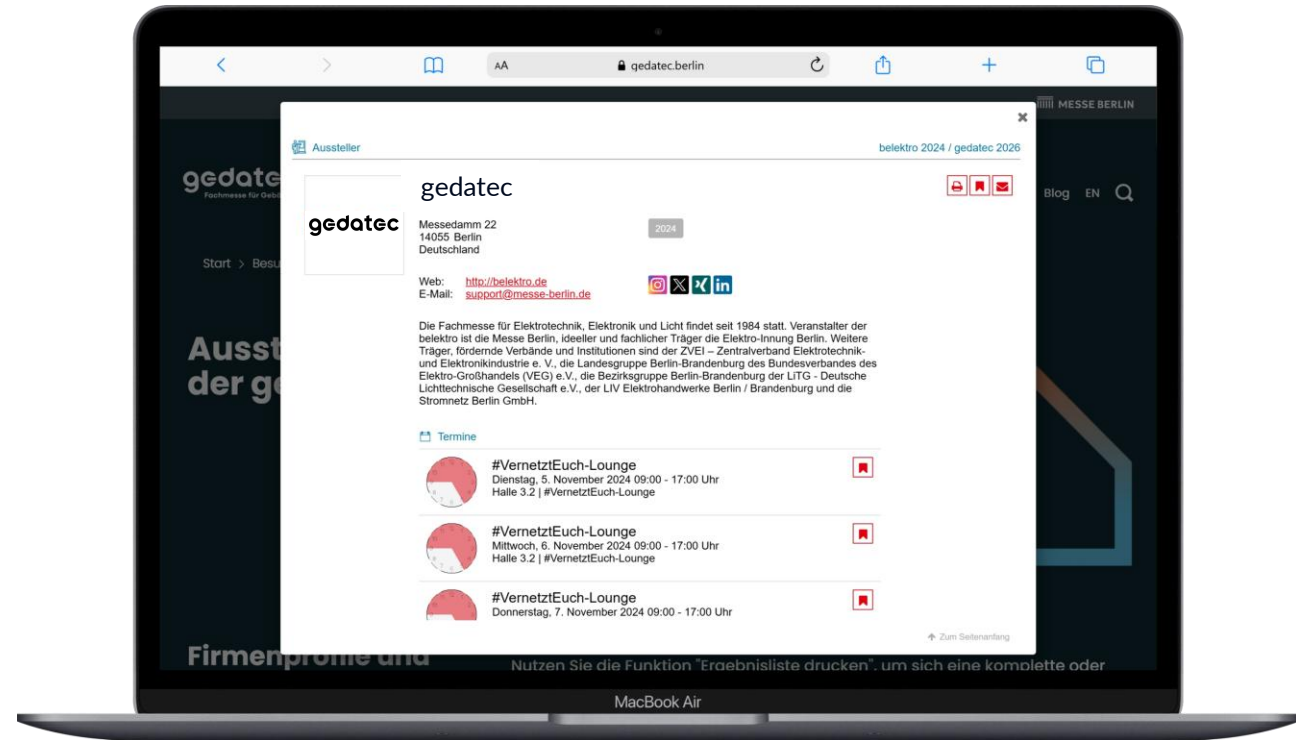 AA
gedatec.berlin
MESSE BERLIN
Aussteller
belektro 2024 / gedatec 2026
gedatec
Fachmesse für
Blog EN
gedatec
Messedamm 22
14055 Berlin
Deutschland
2024
Web: http://belektro.de
E-Mail: support@messe-berlin.de
Start >
Die Fachmesse für Elektrotechnik, Elektronik und Licht findet seit 1984 statt. Veranstalter der
belektro ist die Messe Berlin, ideeller und fachlicher Träger die Elektro-Innung Berlin. Weitere
Träger, fördernde Verbände und Institutionen sind der ZVEI – Zentralverband Elektrotechnik-
und Elektronikindustrie e. V., die Landesgruppe Berlin-Brandenburg des Bundesverbandes des
Elektro-Großhandels (VEG) e.V., die Bezirksgruppe Berlin-Brandenburg der LiTG - Deutsche
Lichttechnische Gesellschaft e.V., der LIV Elektrohandwerke Berlin / Brandenburg und die
Stromnetz Berlin GmbH.
der
Termine
#VernetztEuch-Lounge
Dienstag, 5. November 2024 09:00 - 17:00 Uhr
Halle 3.2 | #VernetztEuch-Lounge
#VernetztEuch-Lounge
Mittwoch, 6. November 2024 09:00 - 17:00 Uhr
Halle 3.2 | #VernetztEuch-Lounge
#VernetztEuch-Lounge
Donnerstag, 7. November 2024 09:00 - 17:00 Uhr
Zum Seitenanfang
Firmenprofile und
Nutzen Sie die Funktion "Ergebnisliste drucken", um sich eine komplette oder
MacBook Air